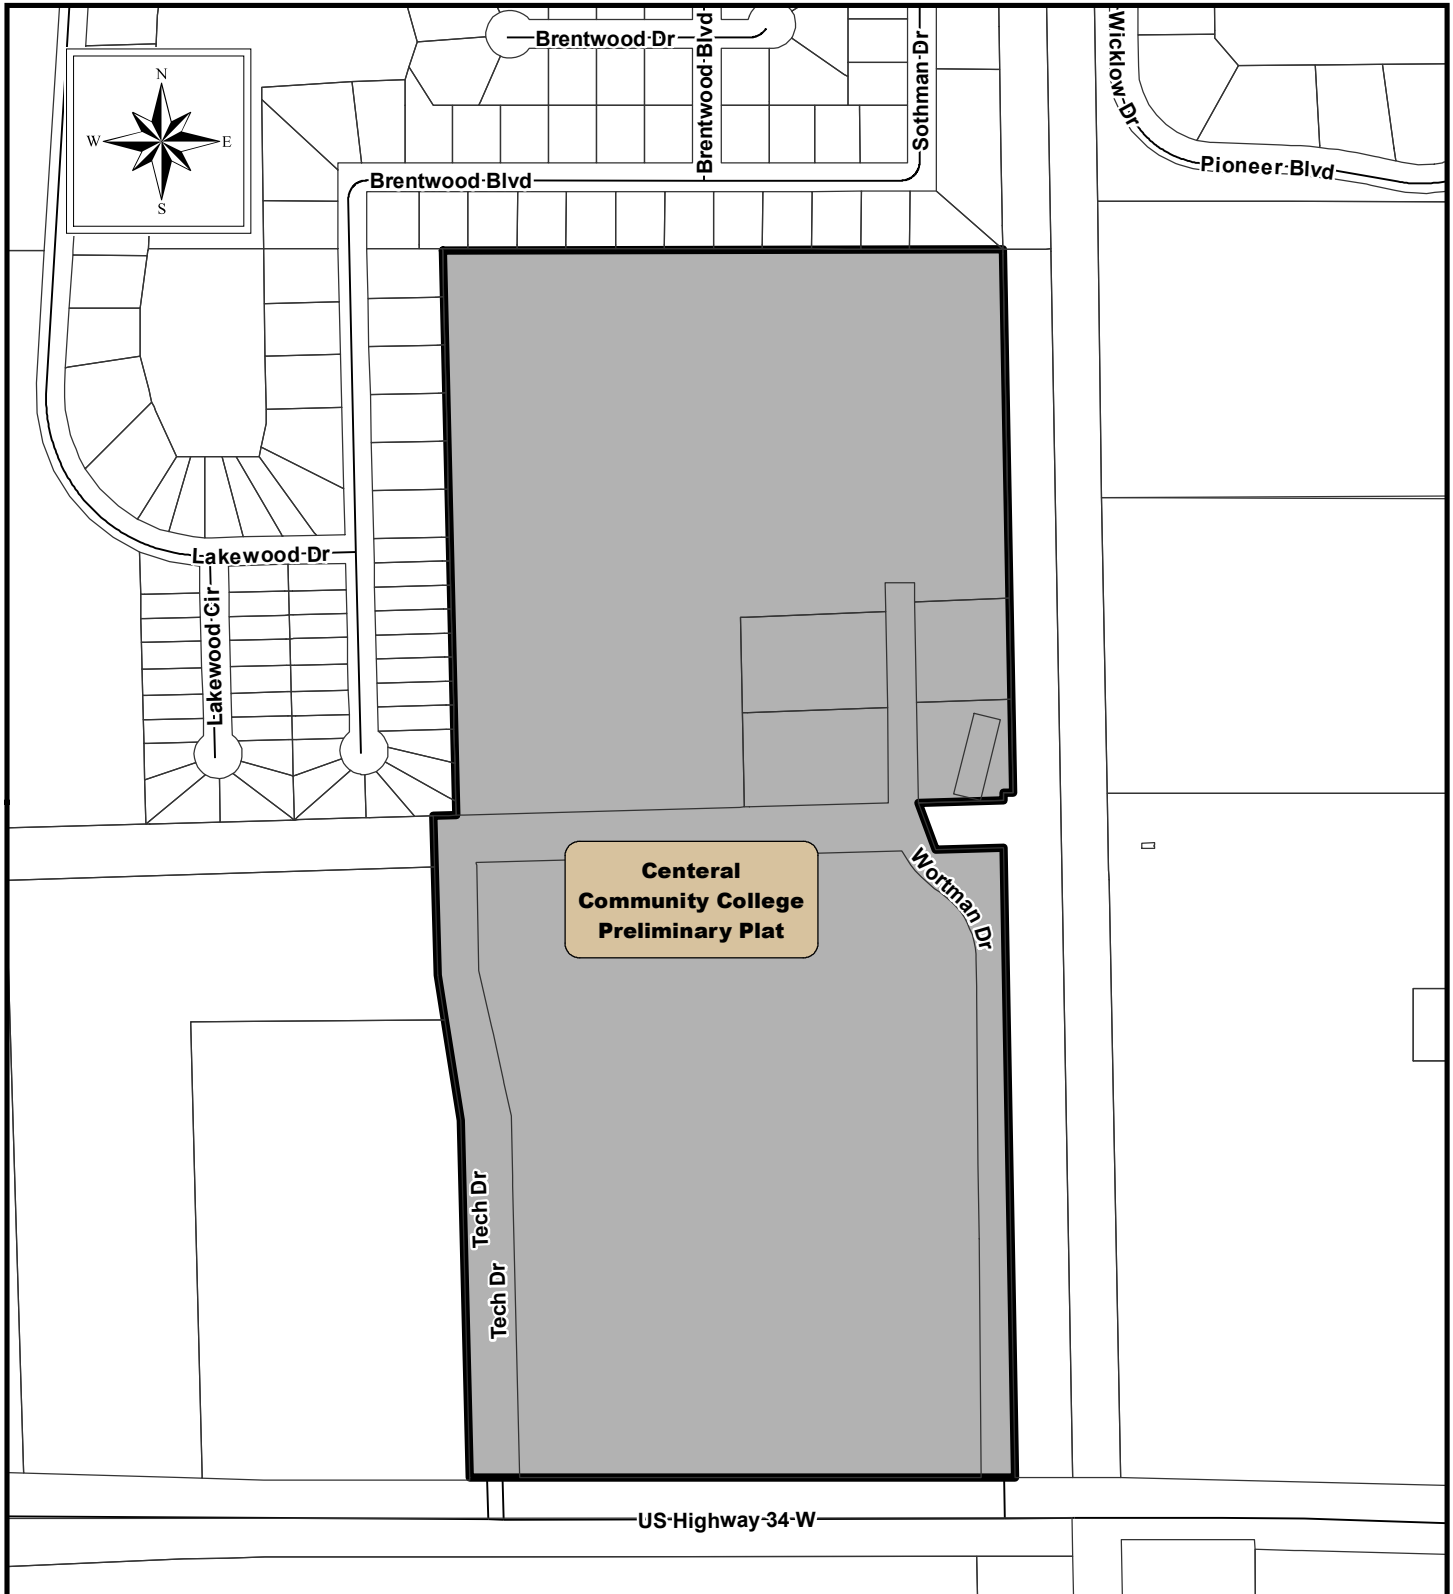 Brentwood Dr
Brentwood Blvd
Sothman Dr
Wicklow Dr
Pioneer Blvd
N
W E E
S
Brentwood Blvd
Lakewood Dr
Lakewood Cir
Centeral
Community College
Preliminary Plat
Wortman Dr
Tech Dr
Tech Dr
US Highway 34 W